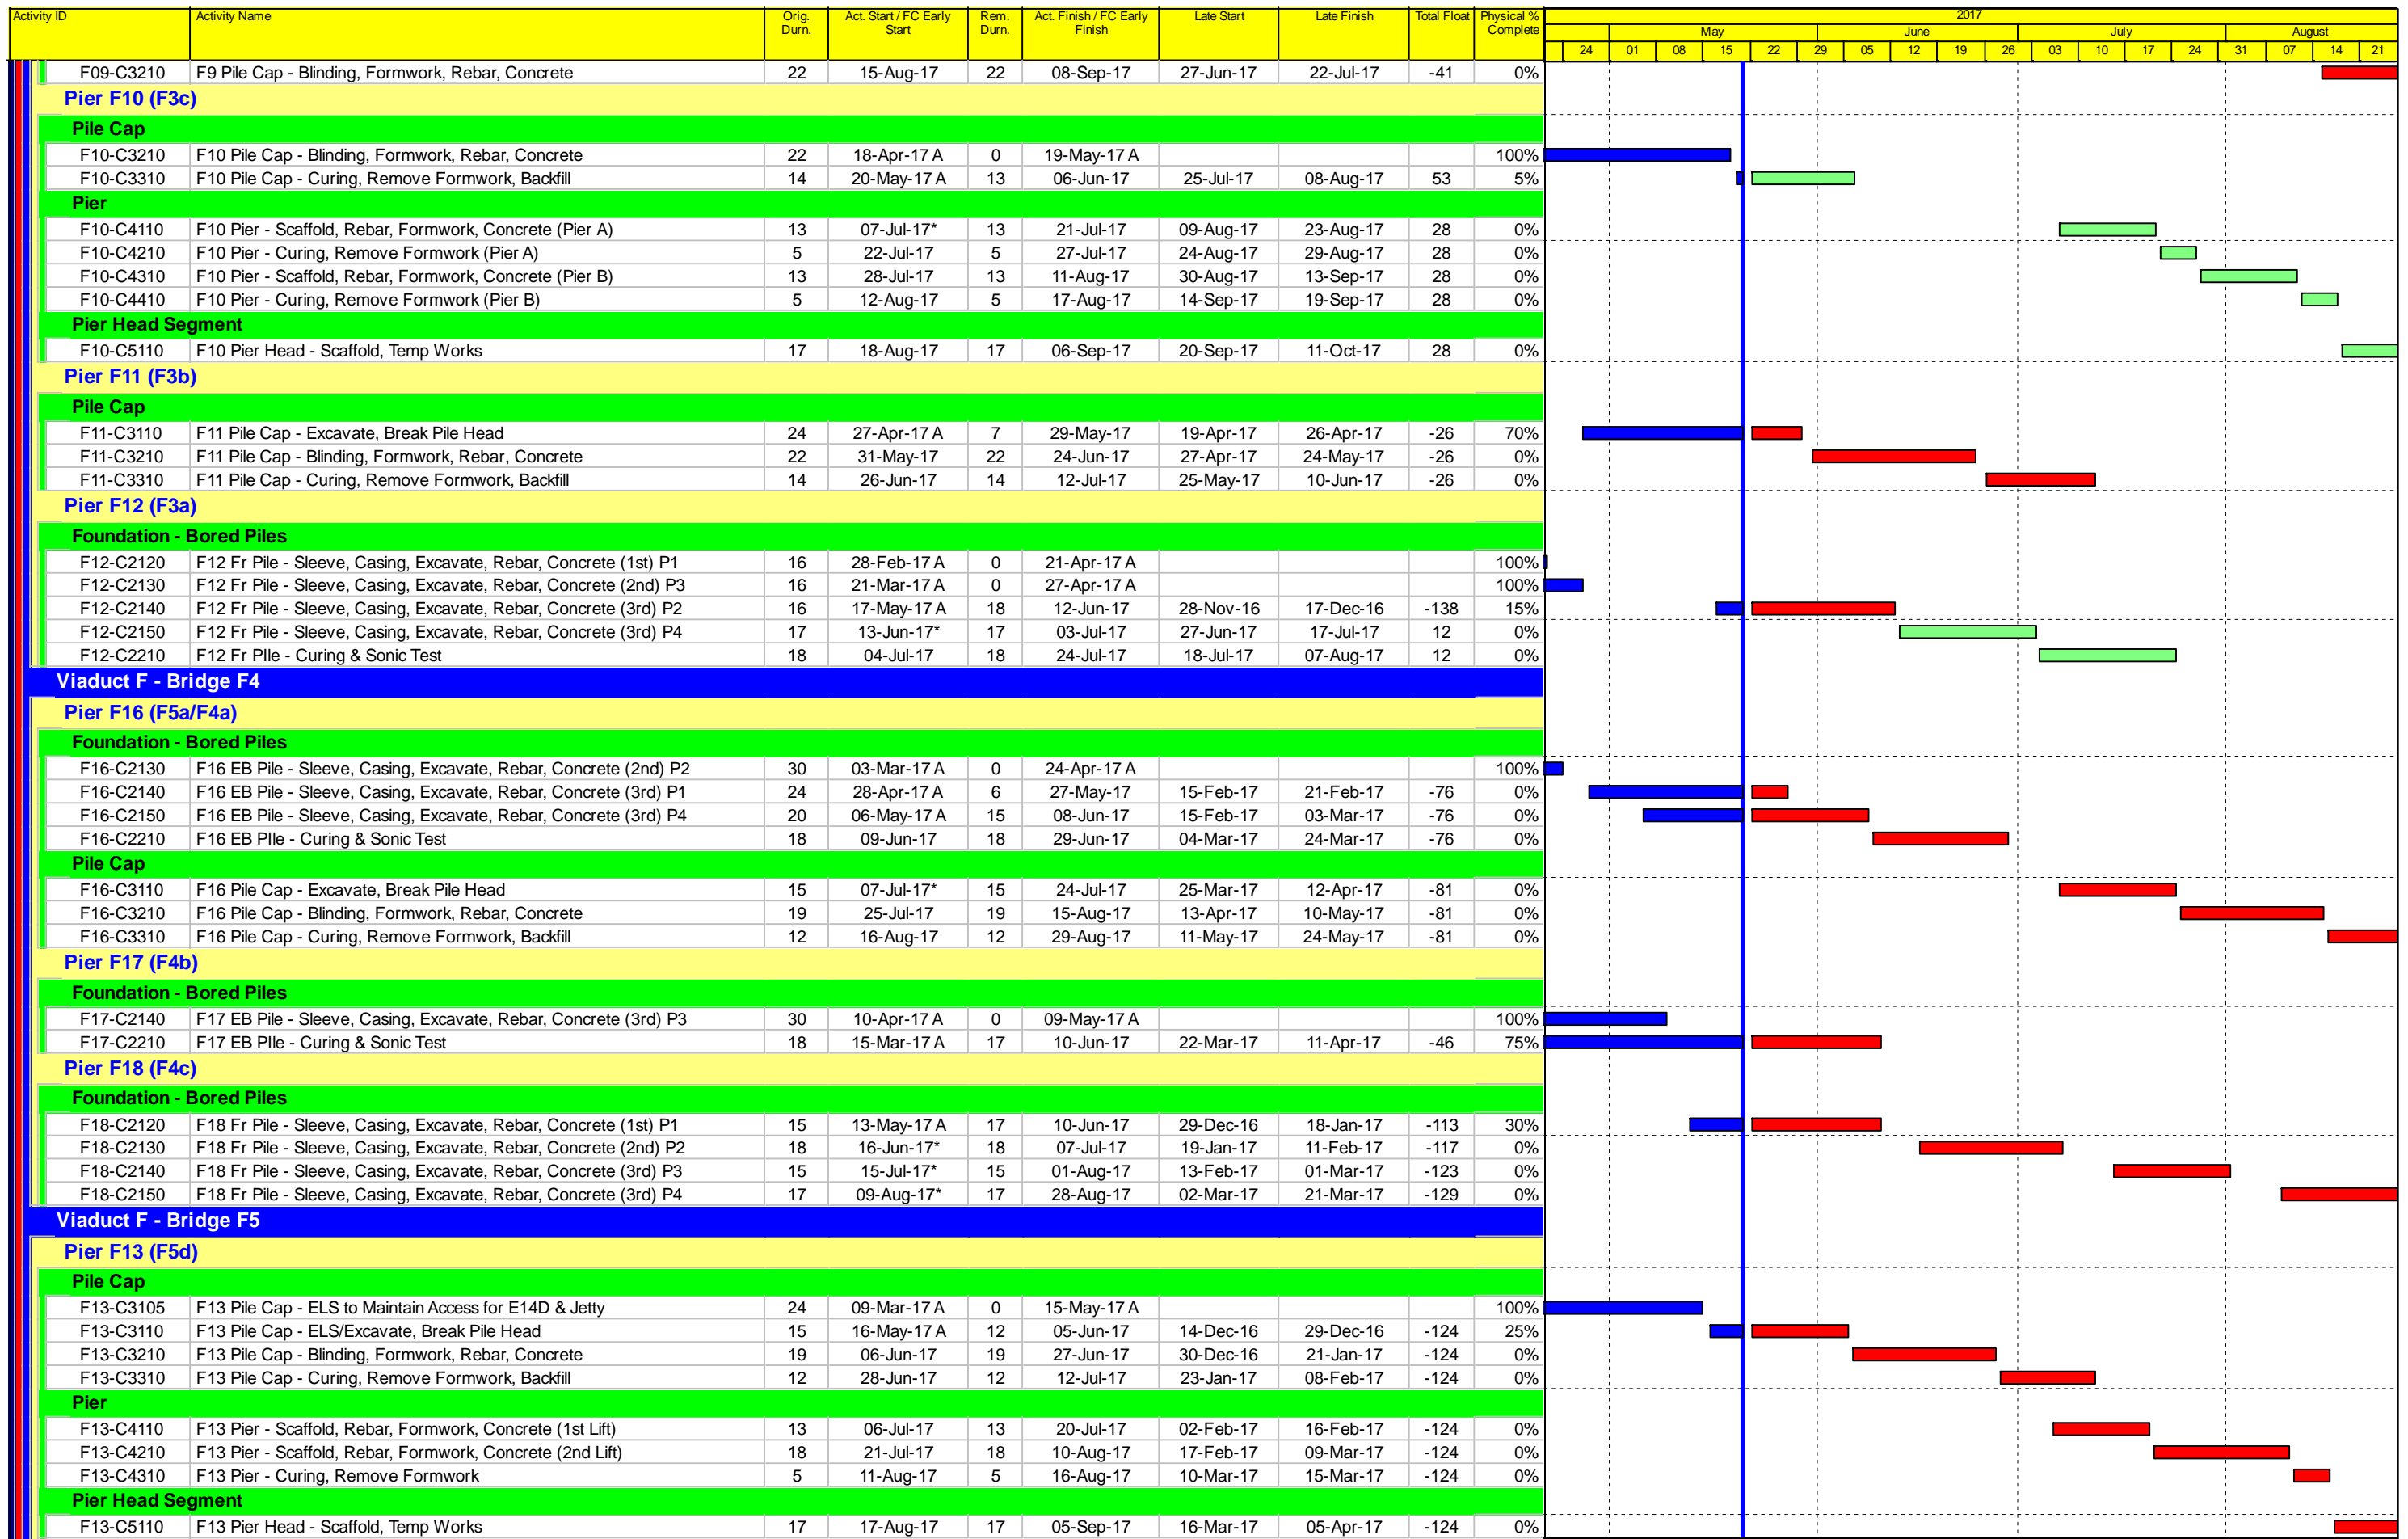 Activity ID Activity Name Orig. Durn. Act. Start / FC Early Start Rem. Durn. Act. Finish / FC Early Finish Late Start Late Finish Total Float Physical % Complete 2017
May June July August
24 01 08 15 22 29 05 12 19 26 03 10 17 24 31 07 14 21
F09-C3210 F9 Pile Cap - Blinding, Formwork, Rebar, Concrete 22 15-Aug-17 22 08-Sep-17 27-Jun-17 22-Jul-17 -41 0%
Pier F10 (F3c)
Pile Cap
F10-C3210 F10 Pile Cap - Blinding, Formwork, Rebar, Concrete 22 18-Apr-17 A 0 19-May-17 A 100%
F10-C3310 F10 Pile Cap - Curing, Remove Formwork, Backfill 14 20-May-17 A 13 06-Jun-17 25-Jul-17 08-Aug-17 53 5%
Pier
F10-C4110 F10 Pier - Scaffold, Rebar, Formwork, Concrete (Pier A) 13 07-Jul-17* 13 21-Jul-17 09-Aug-17 23-Aug-17 28 0%
F10-C4210 F10 Pier - Curing, Remove Formwork (Pier A) 5 22-Jul-17 5 27-Jul-17 24-Aug-17 29-Aug-17 28 0%
F10-C4310 F10 Pier - Scaffold, Rebar, Formwork, Concrete (Pier B) 13 28-Jul-17 13 11-Aug-17 30-Aug-17 13-Sep-17 28 0%
F10-C4410 F10 Pier - Curing, Remove Formwork (Pier B) 5 12-Aug-17 5 17-Aug-17 14-Sep-17 19-Sep-17 28 0%
Pier Head Segment
F10-C5110 F10 Pier Head - Scaffold, Temp Works 17 18-Aug-17 17 06-Sep-17 20-Sep-17 11-Oct-17 28 0%
Pier F11 (F3b)
Pile Cap
F11-C3110 F11 Pile Cap - Excavate, Break Pile Head 24 27-Apr-17 A 7 29-May-17 19-Apr-17 26-Apr-17 -26 70%
F11-C3210 F11 Pile Cap - Blinding, Formwork, Rebar, Concrete 22 31-May-17 22 24-Jun-17 27-Apr-17 24-May-17 -26 0%
F11-C3310 F11 Pile Cap - Curing, Remove Formwork, Backfill 14 26-Jun-17 14 12-Jul-17 25-May-17 10-Jun-17 -26 0%
Pier F12 (F3a)
Foundation - Bored Piles
F12-C2120 F12 Fr Pile - Sleeve, Casing, Excavate, Rebar, Concrete (1st) P1 16 28-Feb-17 A 0 21-Apr-17 A 100%
F12-C2130 F12 Fr Pile - Sleeve, Casing, Excavate, Rebar, Concrete (2nd) P3 16 21-Mar-17 A 0 27-Apr-17 A 100%
F12-C2140 F12 Fr Pile - Sleeve, Casing, Excavate, Rebar, Concrete (3rd) P2 16 17-May-17 A 18 12-Jun-17 28-Nov-16 17-Dec-16 -138 15%
F12-C2150 F12 Fr Pile - Sleeve, Casing, Excavate, Rebar, Concrete (3rd) P4 17 13-Jun-17* 17 03-Jul-17 27-Jun-17 17-Jul-17 12 0%
F12-C2210 F12 Fr PIle - Curing & Sonic Test 18 04-Jul-17 18 24-Jul-17 18-Jul-17 07-Aug-17 12 0%
Viaduct F - Bridge F4
Pier F16 (F5a/F4a)
Foundation - Bored Piles
F16-C2130 F16 EB Pile - Sleeve, Casing, Excavate, Rebar, Concrete (2nd) P2 30 03-Mar-17 A 0 24-Apr-17 A 100%
F16-C2140 F16 EB Pile - Sleeve, Casing, Excavate, Rebar, Concrete (3rd) P1 24 28-Apr-17 A 6 27-May-17 15-Feb-17 21-Feb-17 -76 0%
F16-C2150 F16 EB Pile - Sleeve, Casing, Excavate, Rebar, Concrete (3rd) P4 20 06-May-17 A 15 08-Jun-17 15-Feb-17 03-Mar-17 -76 0%
F16-C2210 F16 EB PIle - Curing & Sonic Test 18 09-Jun-17 18 29-Jun-17 04-Mar-17 24-Mar-17 -76 0%
Pile Cap
F16-C3110 F16 Pile Cap - Excavate, Break Pile Head 15 07-Jul-17* 15 24-Jul-17 25-Mar-17 12-Apr-17 -81 0%
F16-C3210 F16 Pile Cap - Blinding, Formwork, Rebar, Concrete 19 25-Jul-17 19 15-Aug-17 13-Apr-17 10-May-17 -81 0%
F16-C3310 F16 Pile Cap - Curing, Remove Formwork, Backfill 12 16-Aug-17 12 29-Aug-17 11-May-17 24-May-17 -81 0%
Pier F17 (F4b)
Foundation - Bored Piles
F17-C2140 F17 EB Pile - Sleeve, Casing, Excavate, Rebar, Concrete (3rd) P3 30 10-Apr-17 A 0 09-May-17 A 100%
F17-C2210 F17 EB PIle - Curing & Sonic Test 18 15-Mar-17 A 17 10-Jun-17 22-Mar-17 11-Apr-17 -46 75%
Pier F18 (F4c)
Foundation - Bored Piles
F18-C2120 F18 Fr Pile - Sleeve, Casing, Excavate, Rebar, Concrete (1st) P1 15 13-May-17 A 17 10-Jun-17 29-Dec-16 18-Jan-17 -113 30%
F18-C2130 F18 Fr Pile - Sleeve, Casing, Excavate, Rebar, Concrete (2nd) P2 18 16-Jun-17* 18 07-Jul-17 19-Jan-17 11-Feb-17 -117 0%
F18-C2140 F18 Fr Pile - Sleeve, Casing, Excavate, Rebar, Concrete (3rd) P3 15 15-Jul-17* 15 01-Aug-17 13-Feb-17 01-Mar-17 -123 0%
F18-C2150 F18 Fr Pile - Sleeve, Casing, Excavate, Rebar, Concrete (3rd) P4 17 09-Aug-17* 17 28-Aug-17 02-Mar-17 21-Mar-17 -129 0%
Viaduct F - Bridge F5
Pier F13 (F5d)
Pile Cap
F13-C3105 F13 Pile Cap - ELS to Maintain Access for E14D & Jetty 24 09-Mar-17 A 0 15-May-17 A 100%
F13-C3110 F13 Pile Cap - ELS/Excavate, Break Pile Head 15 16-May-17 A 12 05-Jun-17 14-Dec-16 29-Dec-16 -124 25%
F13-C3210 F13 Pile Cap - Blinding, Formwork, Rebar, Concrete 19 06-Jun-17 19 27-Jun-17 30-Dec-16 21-Jan-17 -124 0%
F13-C3310 F13 Pile Cap - Curing, Remove Formwork, Backfill 12 28-Jun-17 12 12-Jul-17 23-Jan-17 08-Feb-17 -124 0%
Pier
F13-C4110 F13 Pier - Scaffold, Rebar, Formwork, Concrete (1st Lift) 13 06-Jul-17 13 20-Jul-17 02-Feb-17 16-Feb-17 -124 0%
F13-C4210 F13 Pier - Scaffold, Rebar, Formwork, Concrete (2nd Lift) 18 21-Jul-17 18 10-Aug-17 17-Feb-17 09-Mar-17 -124 0%
F13-C4310 F13 Pier - Curing, Remove Formwork 5 11-Aug-17 5 16-Aug-17 10-Mar-17 15-Mar-17 -124 0%
Pier Head Segment
F13-C5110 F13 Pier Head - Scaffold, Temp Works 17 17-Aug-17 17 05-Sep-17 16-Mar-17 05-Apr-17 -124 0%